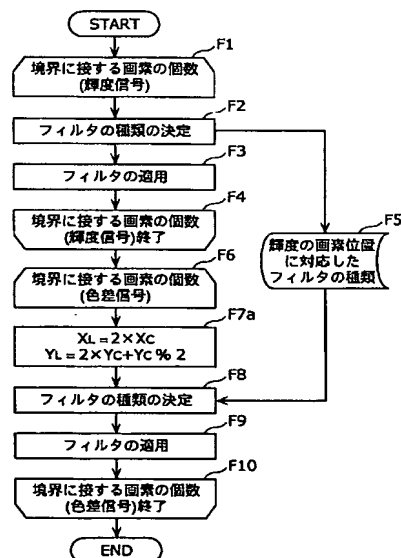 START
F1
境界に接する画素の個数
(輝度信号)
F2
フィルタの種類の決定
F3
フィルタの適用
F4
境界に接する画素の個数
(輝度信号)終了
F5
輝度の画素位置
に対応した
フィルタの種類
F6
境界に接する画素の個数
(色差信号)
F7a
XL = 2×XC
YL = 2×YC+YC % 2
F8
フィルタの種類の決定
F9
フィルタの適用
F10
境界に接する画素の個数
(色差信号)終了
END